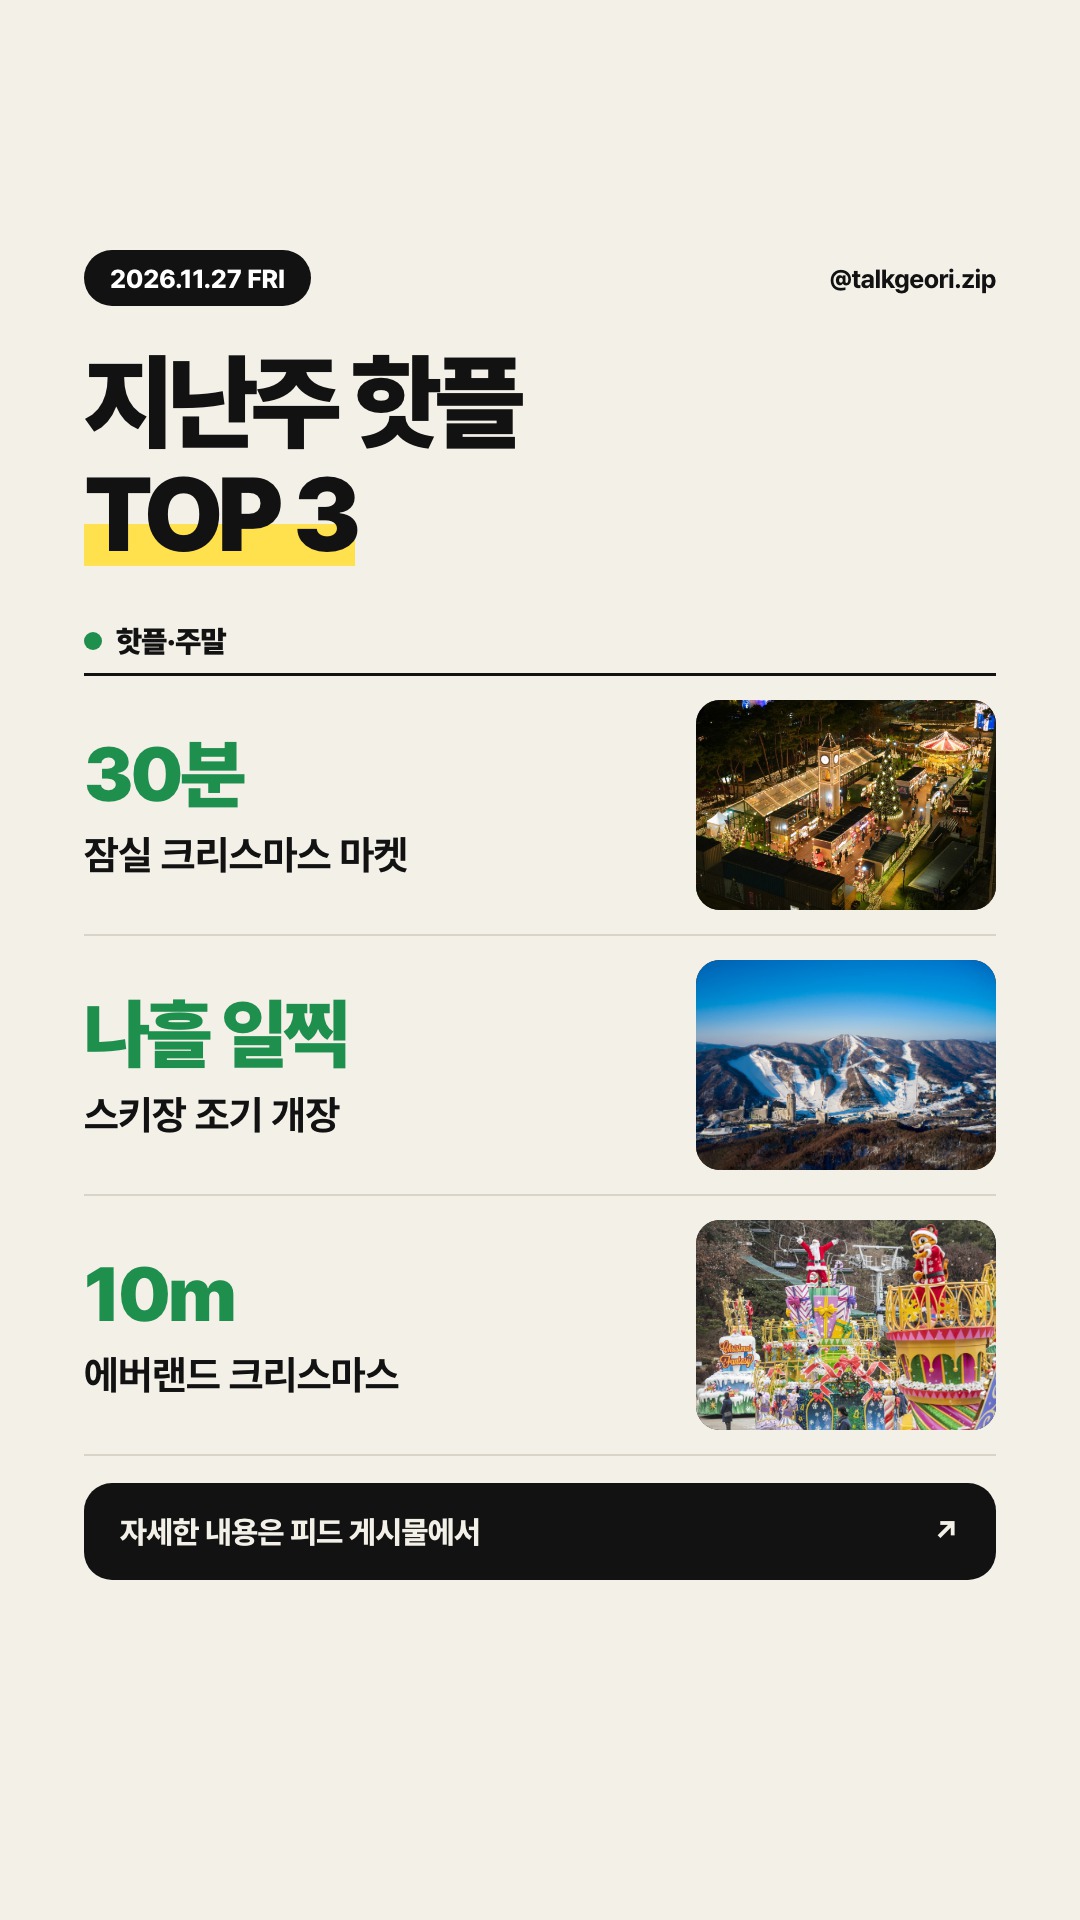 2026.11.27 FRI
@talkgeori.zip
지난주 핫플
TOP 3
핫플·주말
30분
잠실 크리스마스 마켓
나흘 일찍
스키장 조기 개장
10m
에버랜드 크리스마스
자세한 내용은 피드 게시물에서